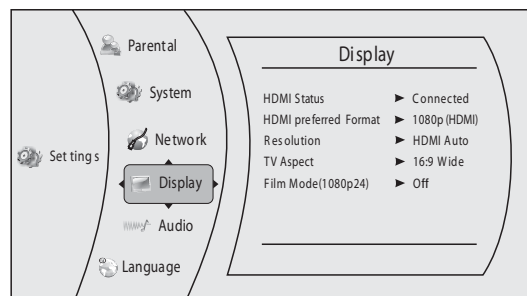 Settings
Parental
System
Network
Display
Audio
Language
Display
HDMI Status ► Connected
HDMI preferred Format ► 1080p (HDMI)
Resolution ► HDMI Auto
TV Aspect ► 16:9 Wide
Film Mode(1080p24) ► Off